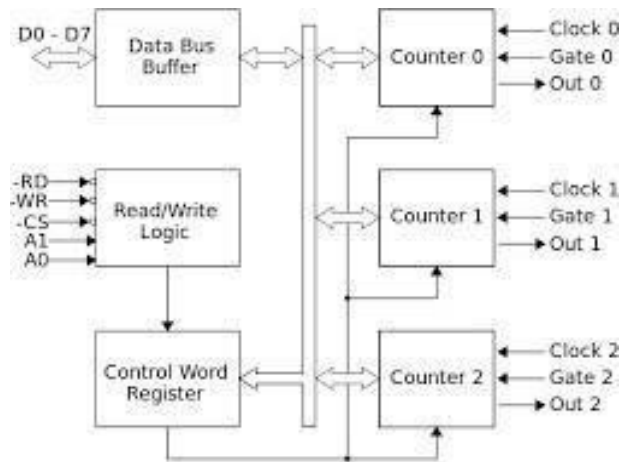 D0 - D7
Data Bus
Buffer
Counter 0
Clock 0
Gate 0
Out 0
-RD
-WR
-CS
A1
A0
Read/Write
Logic
Counter 1
Clock 1
Gate 1
Out 1
Control Word
Register
Counter 2
Clock 2
Gate 2
Out 2